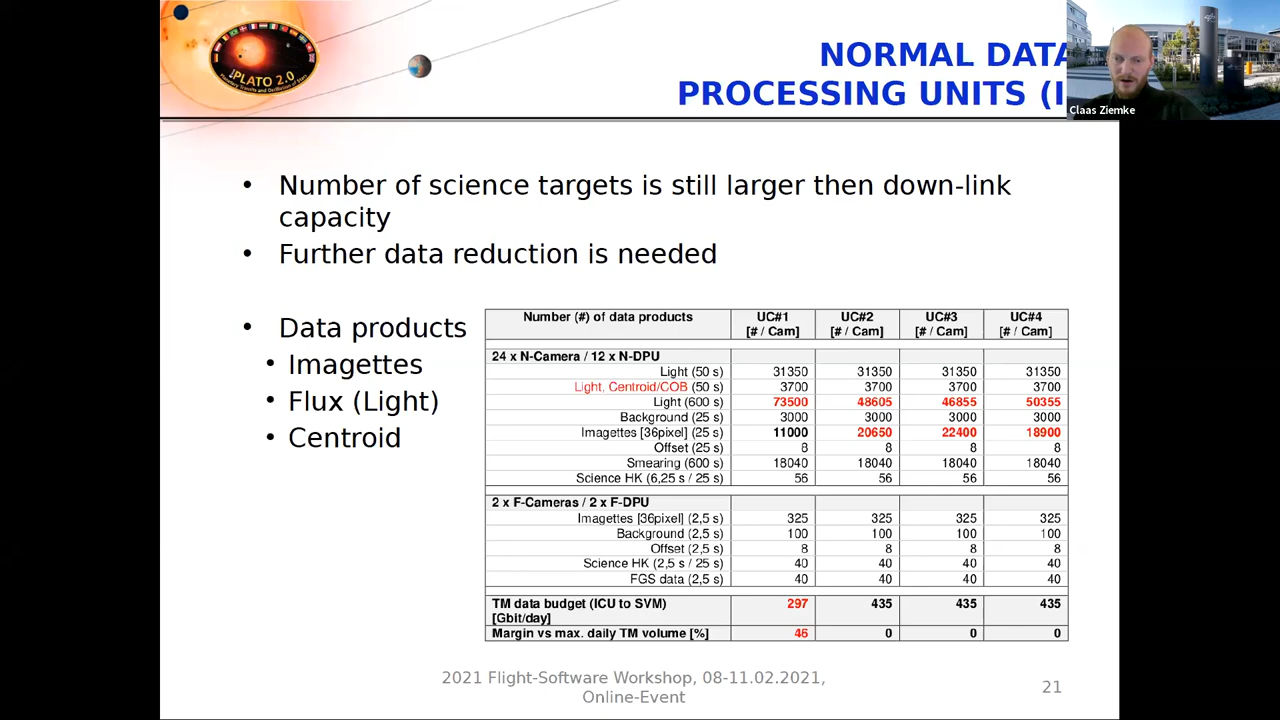 PLATO 2.0
NORMAL DATA
PROCESSING UNITS (I
Claas Ziemke
• Number of science targets is still larger then down-link
capacity
• Further data reduction is needed
• Data products
• Imagettes
• Flux (Light)
• Centroid
Number (#) of data products UC#1 UC#2 UC#3 UC#4
[# / Cam] [# / Cam] [# / Cam] [# / Cam]
24 x N-Camera / 12 x N-DPU
Light (50 s) 31350 31350 31350 31350
Light, Centroid/COB (50 s) 3700 3700 3700 3700
Light (600 s) 73500 48605 46855 50355
Background (25 s) 3000 3000 3000 3000
Imagettes [36pixel] (25 s) 11000 20650 22400 18900
Offset (25 s) 8 8 8 8
Smearing (600 s) 18040 18040 18040 18040
Science HK (6,25 s / 25 s) 56 56 56 56
2 x F-Cameras / 2 x F-DPU
Imagettes [36pixel] (2,5 s) 325 325 325 325
Background (2,5 s) 100 100 100 100
Offset (2,5 s) 8 8 8 8
Science HK (2,5 s / 25 s) 40 40 40 40
FGS data (2,5 s) 40 40 40 40
TM data budget (ICU to SVM) 297 435 435 435
[Gbit/day]
Margin vs max. daily TM volume [%] 46 0 0 0
2021 Flight-Software Workshop, 08-11.02.2021,
Online-Event
21